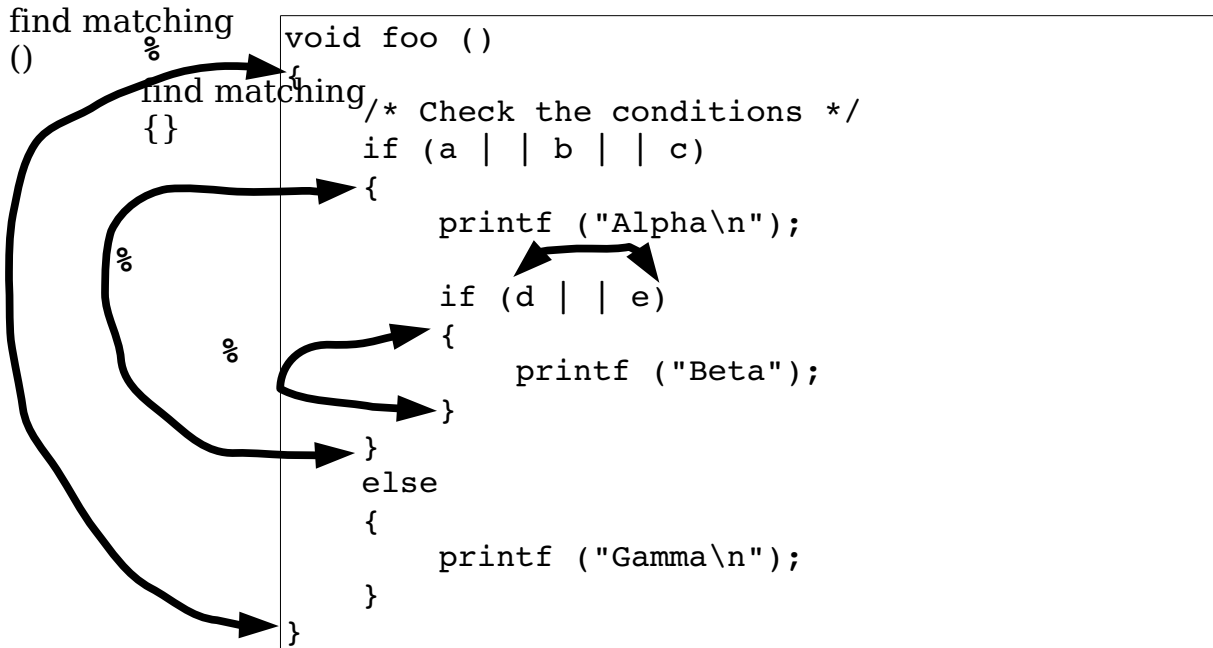 find matching
()
%
find matching
{}
void foo ()
{
    /* Check the conditions */
    if (a | | b | | c)
    {
        printf ("Alpha\n");
%
        if (d | | e)
        {
%
            printf ("Beta");
        }
    }
    else
    {
        printf ("Gamma\n");
    }
}